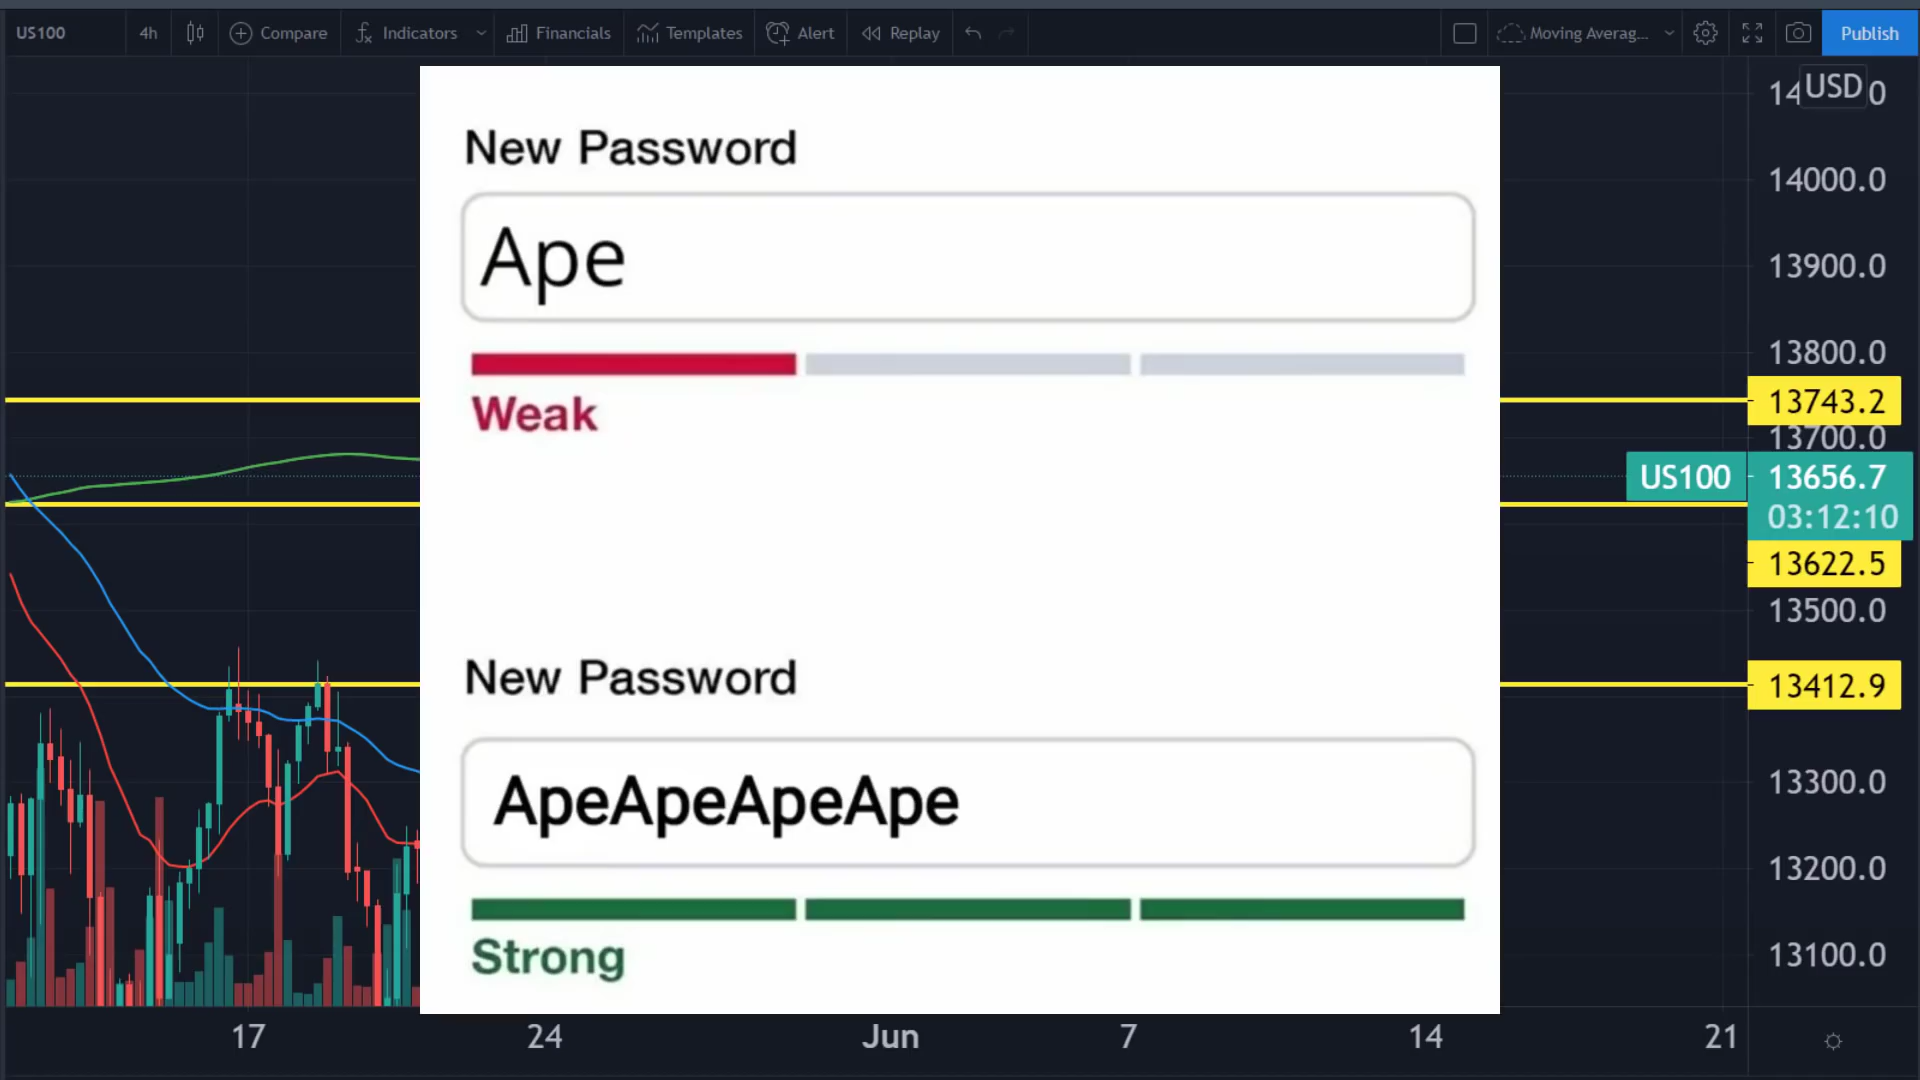 US100 4h Compare Indicators Financials Templates Alert Replay Moving Averag... Publish
USD
14000.0
13900.0
13800.0
13743.2
13700.0
US100 13656.7
03:12:10
13622.5
13500.0
13412.9
13300.0
13200.0
13100.0
New Password
Ape
Weak
New Password
ApeApeApeApe
Strong
17 24 Jun 7 14 21